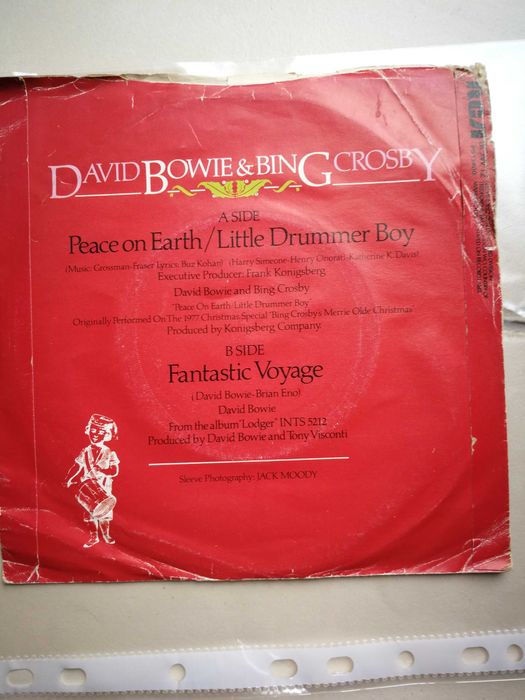 DAVID BOWIE & BING CROSBY
A SIDE
Peace on Earth/Little Drummer Boy
(Music: Grossman-Fraser Lyrics: Buz Kohan) (Harry Simeone-Henry Onorati-Katherine K. Davis)
Executive Producer: Frank Konigsberg
David Bowie and Bing Crosby
"Peace On Earth-Little Drummer Boy"
Originally Performed On The 1977 Christmas Special "Bing Crosby's Merrie Olde Christmas"
Produced by Konigsberg Company.
B SIDE
Fantastic Voyage
(David Bowie-Brian Eno)
David Bowie
From the album "Lodger" INTS 5212
Produced by David Bowie and Tony Visconti
Sleeve Photography: JACK MOODY
RCA